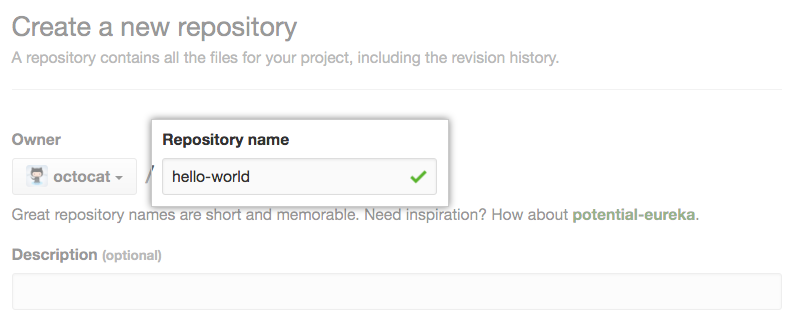 Create a new repository
A repository contains all the files for your project, including the revision history.
Owner
Repository name
octocat / hello-world
Great repository names are short and memorable. Need inspiration? How about potential-eureka.
Description (optional)